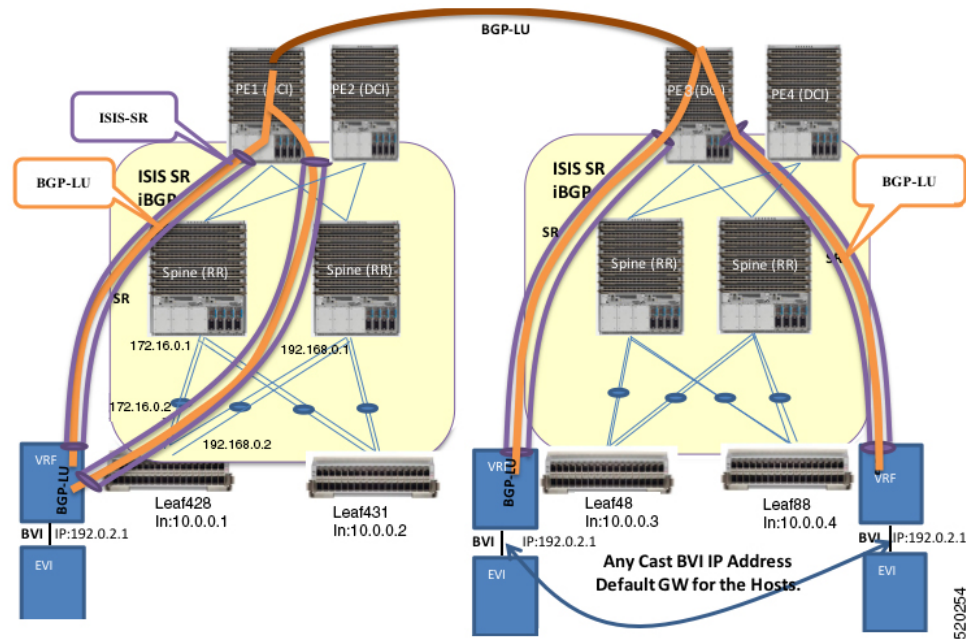 BGP-LU
PE1 (DCI)
PE2 (DCI)
PE3 (DCI)
PE4 (DCI)
ISIS-SR
BGP-LU
ISIS SR
iBGP
ISIS SR
iBGP
BGP-LU
Spine (RR)
Spine (RR)
SR
Spine (RR)
Spine (RR)
SR
SR
172.16.0.1
192.168.0.1
172.16.0.2
192.168.0.2
VRF
BGP-LU
Leaf428
In:10.0.0.1
Leaf431
In:10.0.0.2
VRF
BGP-LU
Leaf48
In:10.0.0.3
Leaf88
In:10.0.0.4
VRF
BVI
IP:192.0.2.1
EVI
BVI
IP:192.0.2.1
EVI
Any Cast BVI IP Address
Default GW for the Hosts.
BVI
IP:192.0.2.1
EVI
520254